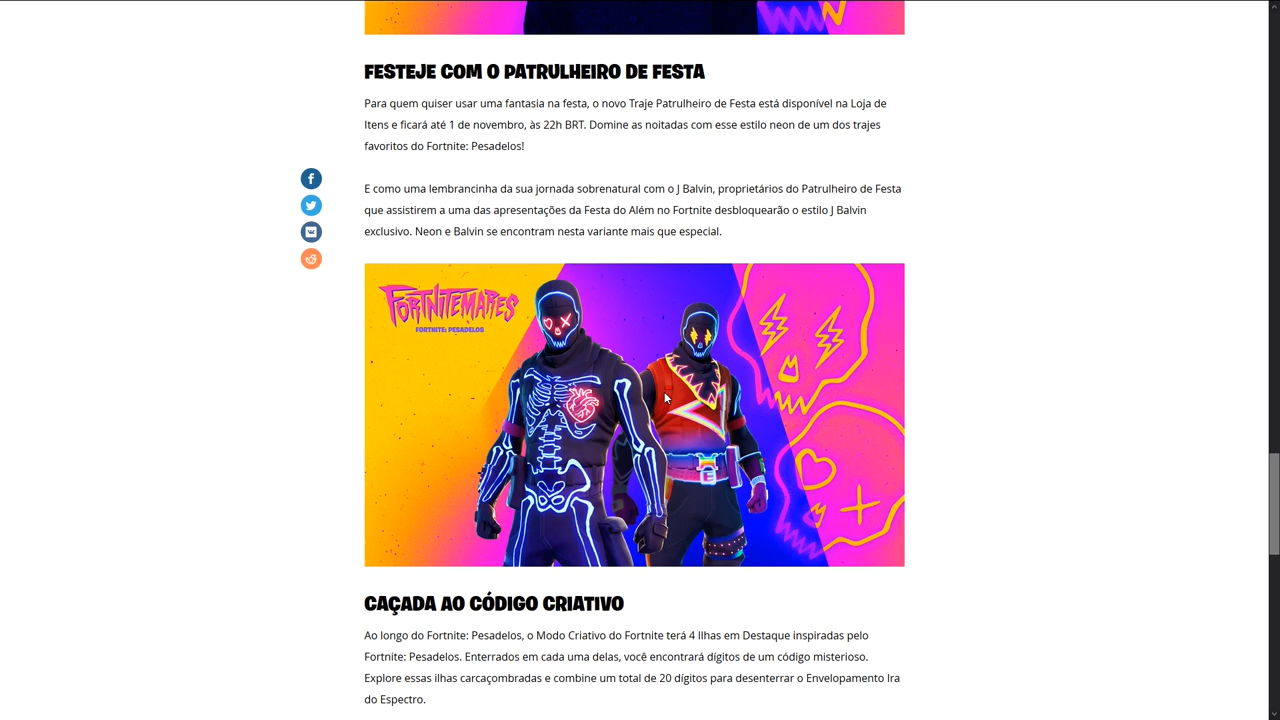 FESTEJE COM O PATRULHEIRO DE FESTA
Para quem quiser usar uma fantasia na festa, o novo Traje Patrulheiro de Festa está disponível na Loja de
Itens e ficará até 1 de novembro, às 22h BRT. Domine as noitadas com esse estilo neon de um dos trajes
favoritos do Fortnite: Pesadelos!
E como uma lembrancinha da sua jornada sobrenatural com o J Balvin, proprietários do Patrulheiro de Festa
que assistirem a uma das apresentações da Festa do Além no Fortnite desbloquearão o estilo J Balvin
exclusivo. Neon e Balvin se encontram nesta variante mais que especial.
FORTNITEMARES
FORTNITE: PESADELOS
CAÇADA AO CÓDIGO CRIATIVO
Ao longo do Fortnite: Pesadelos, o Modo Criativo do Fortnite terá 4 Ilhas em Destaque inspiradas pelo
Fortnite: Pesadelos. Enterrados em cada uma delas, você encontrará dígitos de um código misterioso.
Explore essas ilhas carcaçombradas e combine um total de 20 dígitos para desenterrar o Envelopamento Ira
do Espectro.